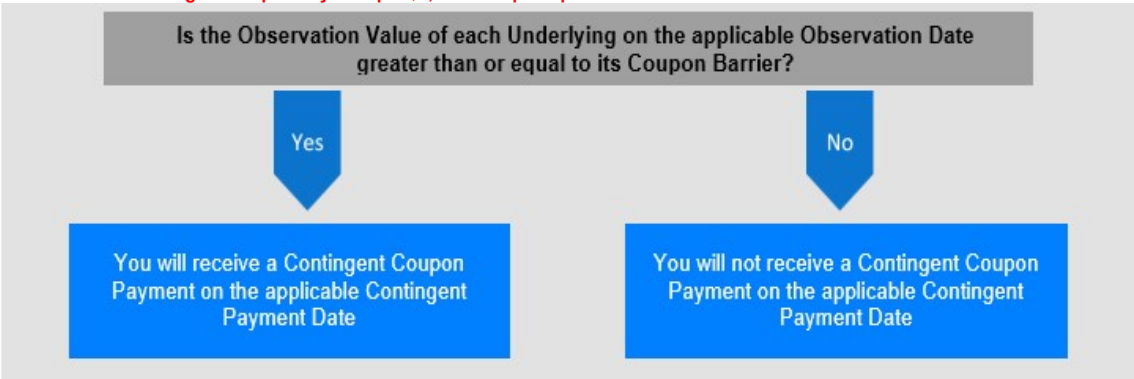 Is the Observation Value of each Underlying on the applicable Observation Date
greater than or equal to its Coupon Barrier?
Yes
No
You will receive a Contingent Coupon
Payment on the applicable Contingent
Payment Date
You will not receive a Contingent Coupon
Payment on the applicable Contingent
Payment Date